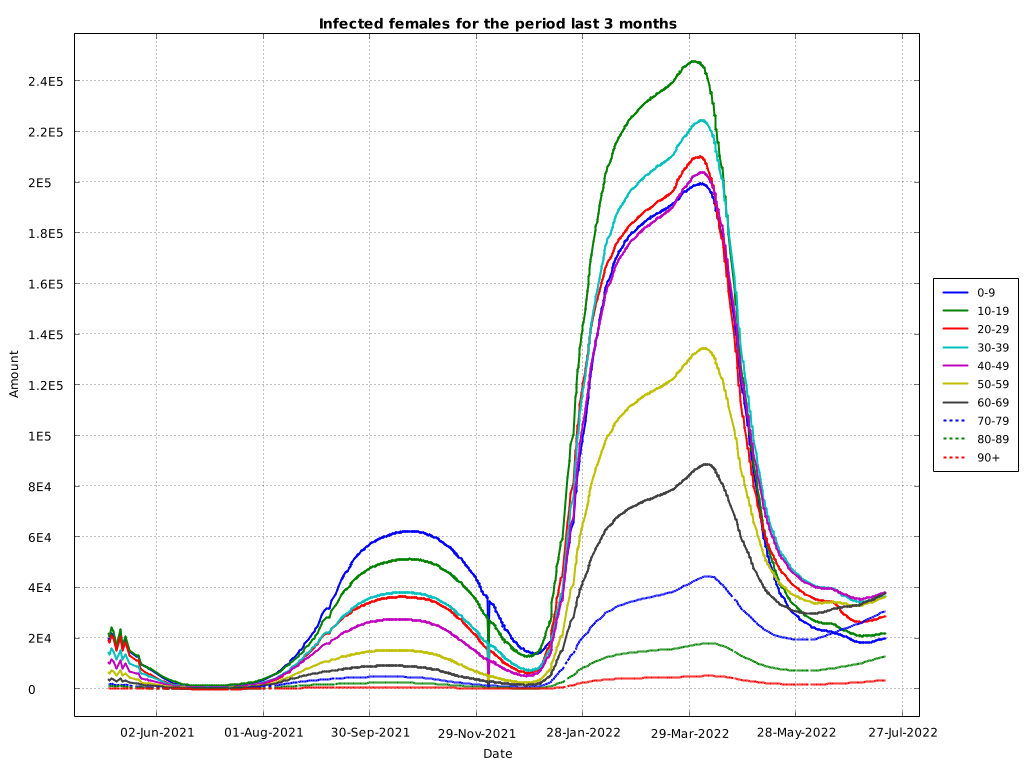 Infected females for the period last 3 months
Amount
2.4E5
2.2E5
2E5
1.8E5
1.6E5
1.4E5
1.2E5
1E5
8E4
6E4
4E4
2E4
0
02-Jun-2021 01-Aug-2021 30-Sep-2021 29-Nov-2021 28-Jan-2022 29-Mar-2022 28-May-2022 27-Jul-2022
Date
0-9
10-19
20-29
30-39
40-49
50-59
60-69
70-79
80-89
90+